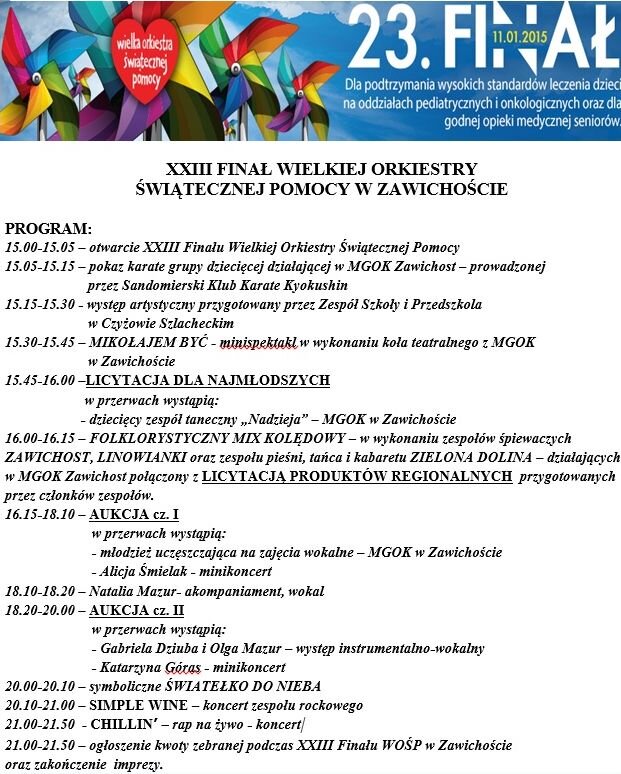 wielka orkiestra
świątecznej
pomocy
23. FINAŁ
11.01.2015
Dla podtrzymania wysokich standardów leczenia dzieci
na oddziałach pediatrycznych i onkologicznych oraz dla
godnej opieki medycznej seniorów.
XXIII FINAŁ WIELKIEJ ORKIESTRY
ŚWIĄTECZNEJ POMOCY W ZAWICHOŚCIE
PROGRAM:
15.00-15.05 – otwarcie XXIII Finału Wielkiej Orkiestry Świątecznej Pomocy
15.05-15.15 – pokaz karate grupy dziecięcej działającej w MGOK Zawichost – prowadzonej
przez Sandomierski Klub Karate Kyokushin
15.15-15.30 - występ artystyczny przygotowany przez Zespół Szkoły i Przedszkola
w Czyżowie Szlacheckim
15.30-15.45 – MIKOŁAJEM BYĆ - minispektakl w wykonaniu koła teatralnego z MGOK
w Zawichoście
15.45-16.00 –LICYTACJA DLA NAJMŁODSZYCH
w przerwach wystąpią:
- dziecięcy zespół taneczny „Nadzieja” – MGOK w Zawichoście
16.00-16.15 – FOLKLORYSTYCZNY MIX KOLĘDOWY – w wykonaniu zespołów śpiewaczych
ZAWICHOST, LINOWIANKI oraz zespołu pieśni, tańca i kabaretu ZIELONA DOLINA – działających
w MGOK Zawichost połączony z LICYTACJĄ PRODUKTÓW REGIONALNYCH przygotowanych
przez członków zespołów.
16.15-18.10 – AUKCJA cz. I
w przerwach wystąpią:
- młodzież uczęszczająca na zajęcia wokalne – MGOK w Zawichoście
- Alicja Śmielak - minikoncert
18.10-18.20 – Natalia Mazur- akompaniament, wokal
18.20-20.00 – AUKCJA cz. II
w przerwach wystąpią:
- Gabriela Dziuba i Olga Mazur – występ instrumentalno-wokalny
- Katarzyna Góras - minikoncert
20.00-20.10 – symboliczne ŚWIATEŁKO DO NIEBA
20.10-21.00 – SIMPLE WINE – koncert zespołu rockowego
21.00-21.50 - CHILLIN’ – rap na żywo - koncert
21.00-21.50 – ogłoszenie kwoty zebranej podczas XXIII Finału WOŚP w Zawichoście
oraz zakończenie imprezy.